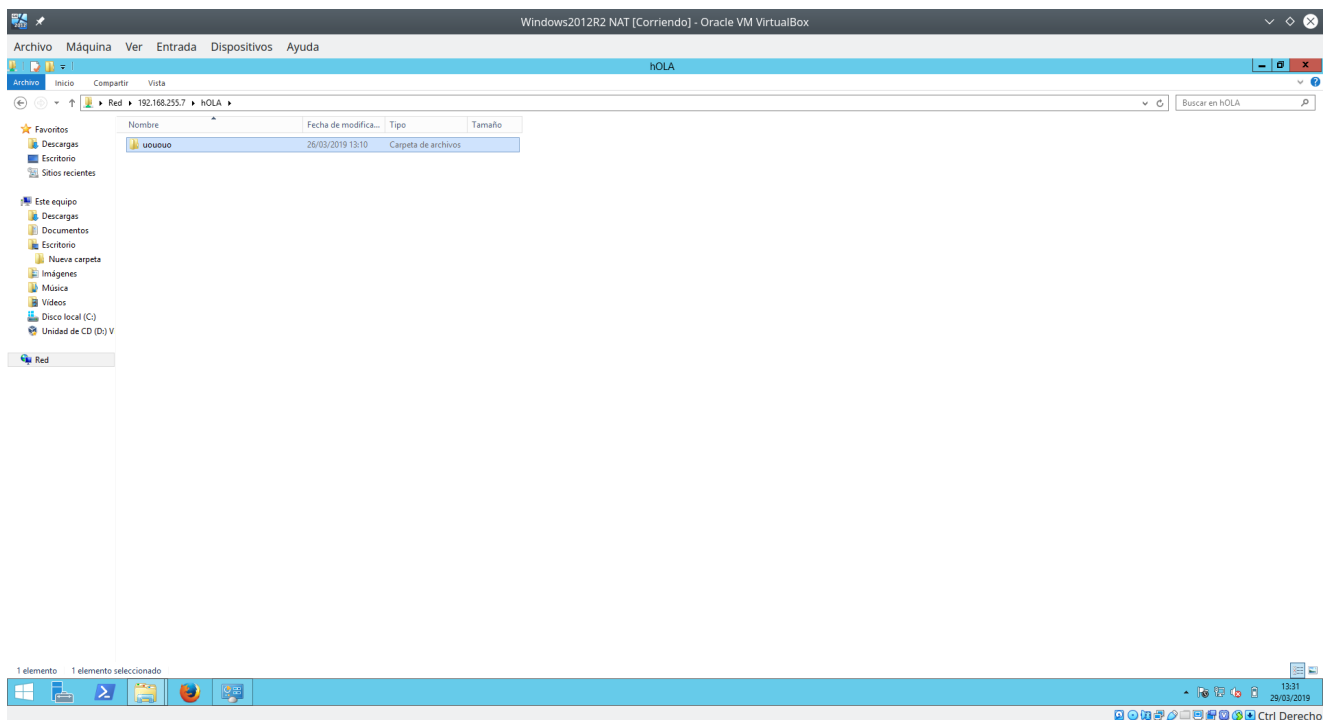 Windows2012R2 NAT [Corriendo] - Oracle VM VirtualBox
Archivo Máquina Ver Entrada Dispositivos Ayuda
hOLA
Archivo Inicio Compartir Vista
Red 192.168.255.7 hOLA Buscar en hOLA
Nombre Fecha de modifica... Tipo Tamaño
uououo 26/03/2019 13:10 Carpeta de archivos
Favoritos
Descargas
Escritorio
Sitios recientes
Este equipo
Descargas
Documentos
Escritorio
Nueva carpeta
Imágenes
Música
Vídeos
Disco local (C:)
Unidad de CD (D:) V
Red
1 elemento 1 elemento seleccionado
13:31
29/03/2019
Ctrl Derecho